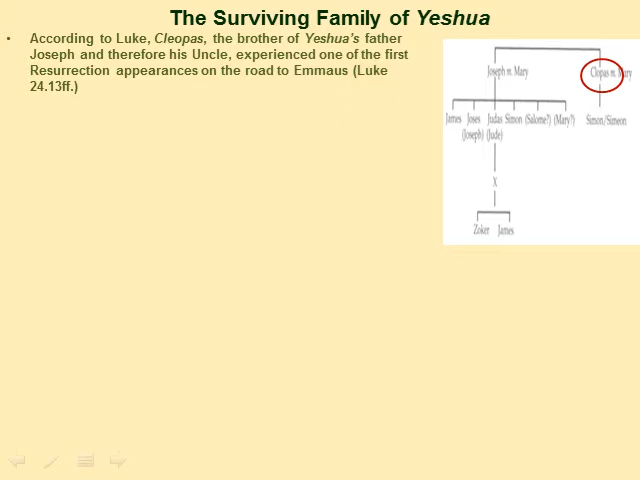 The Surviving Family of Yeshua
• According to Luke, Cleopas, the brother of Yeshua's father
Joseph and therefore his Uncle, experienced one of the first
Resurrection appearances on the road to Emmaus (Luke
24.13ff.)
Joseph m. Mary Clopas m. Mary
James Joses Judas Simon (Salome?) (Mary?) Simon/Simeon
(Joseph) (Jude)
X
Zoker James